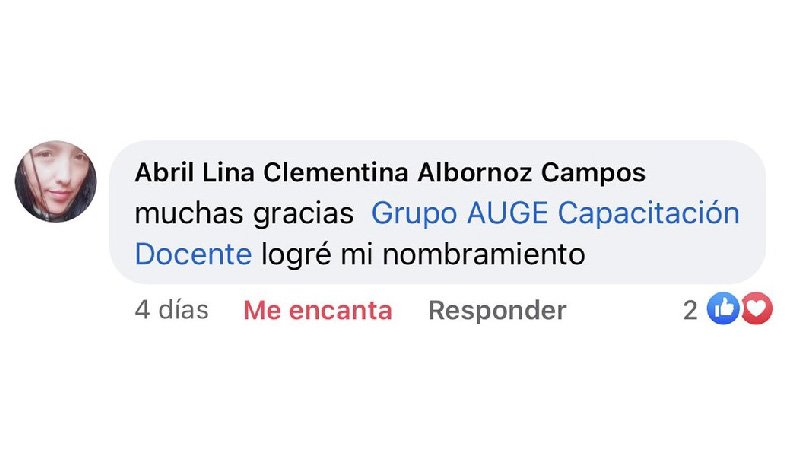 Abril Lina Clementina Albornoz Campos
muchas gracias Grupo AUGE Capacitación
Docente logré mi nombramiento
4 días Me encanta Responder 2